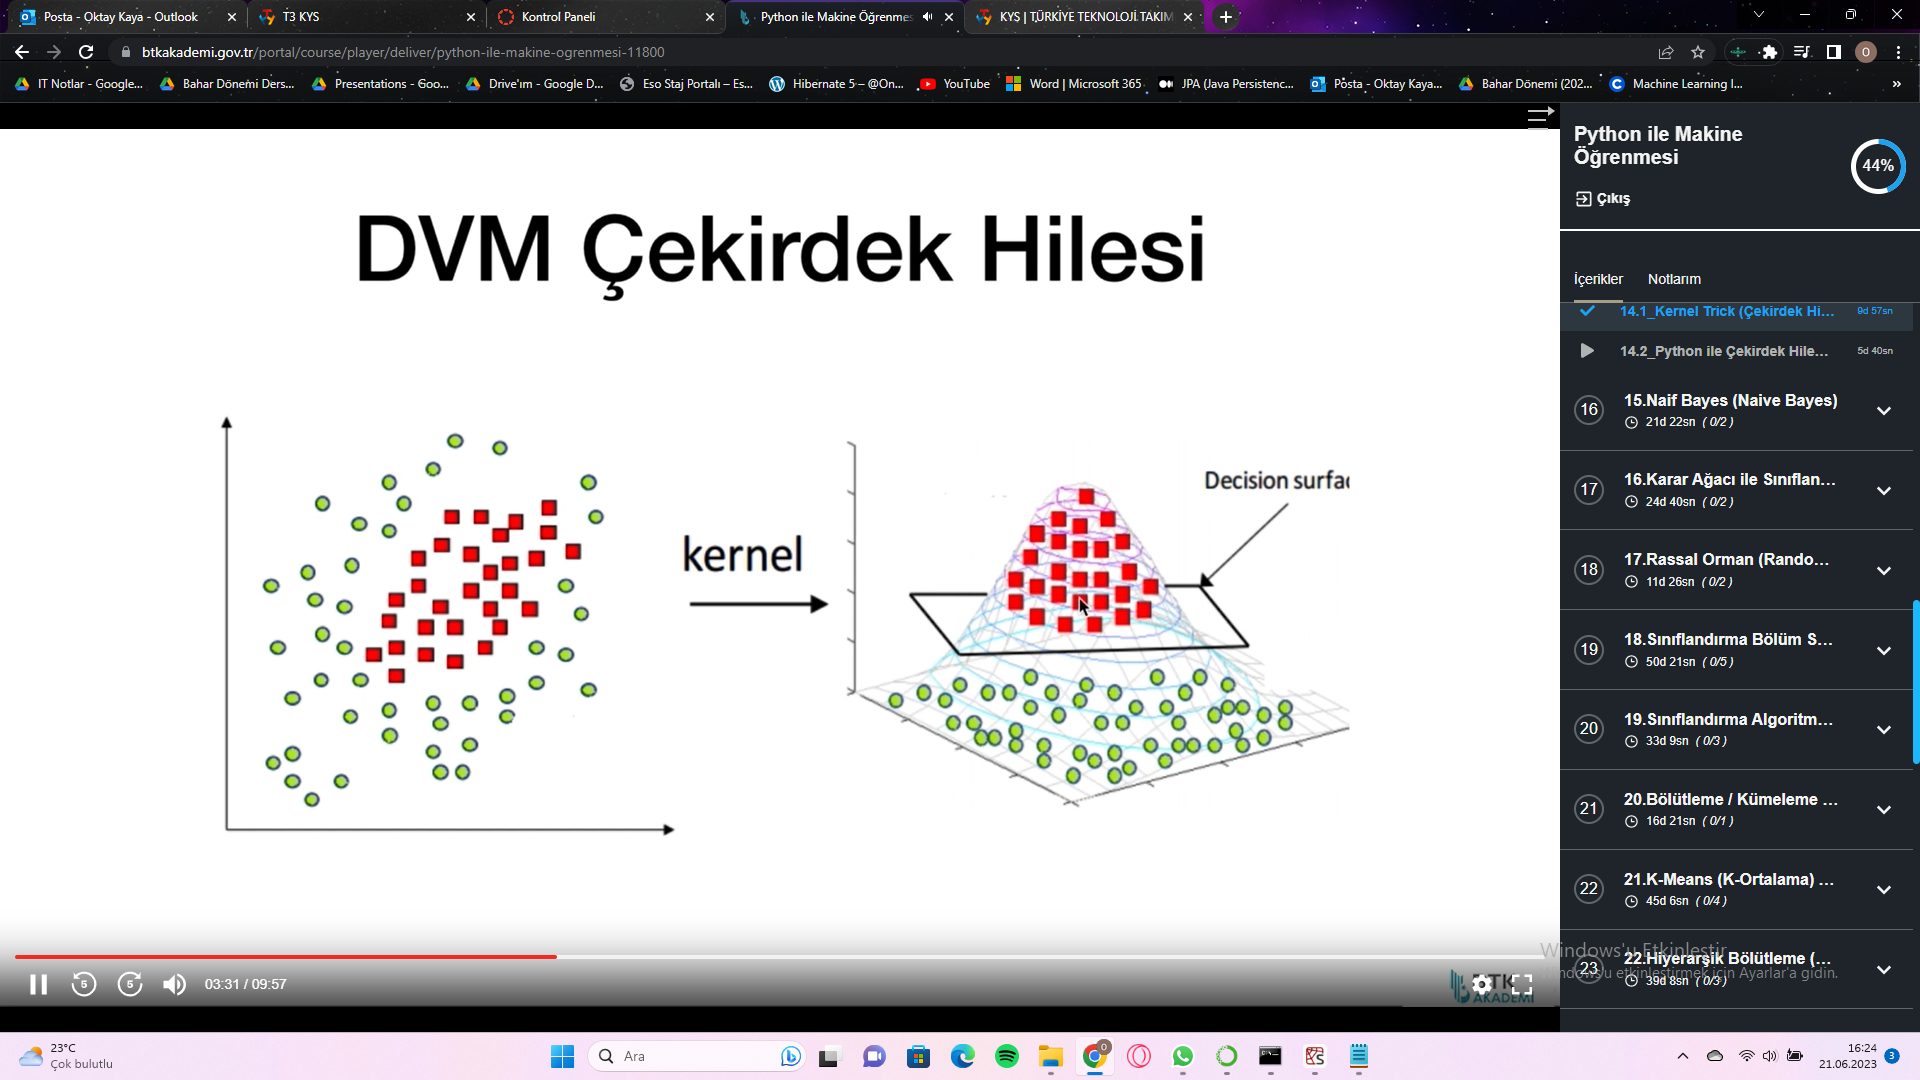 Posta - Oktay Kaya - Outlook
T3 KYS
Kontrol Paneli
Python ile Makine Öğrenmes
KYS | TÜRKİYE TEKNOLOJİ TAKIM
btkakademi.gov.tr/portal/course/player/deliver/python-ile-makine-ogrenmesi-11800
O
IT Notlar - Google...
Bahar Dönemi Ders...
Presentations - Goo...
Drive'ım - Google D...
Eso Staj Portalı – Es...
Hibernate 5 – @On...
YouTube
Word | Microsoft 365
JPA (Java Persistenc...
Posta - Oktay Kaya...
Bahar Dönemi (202...
Machine Learning I...
»
DVM Çekirdek Hilesi
kernel
Decision surfac
03:31 / 09:57
5
5
BTK
AKADEMİ
Python ile Makine
Öğrenmesi
44%
Çıkış
İçerikler
Notlarım
14.1_Kernel Trick (Çekirdek Hi...
9d 57sn
14.2_Python ile Çekirdek Hile...
5d 40sn
16
15.Naif Bayes (Naive Bayes)
21d 22sn ( 0/2 )
17
16.Karar Ağacı ile Sınıflan...
24d 40sn ( 0/2 )
18
17.Rassal Orman (Rando...
11d 26sn ( 0/2 )
19
18.Sınıflandırma Bölüm S...
50d 21sn ( 0/5 )
20
19.Sınıflandırma Algoritm...
33d 9sn ( 0/3 )
21
20.Bölütleme / Kümeleme ...
16d 21sn ( 0/1 )
22
21.K-Means (K-Ortalama) ...
45d 6sn ( 0/4 )
Windows'u Etkinleştir
23
22.Hiyerarşik Bölütleme (...
Windows'u etkinleştirmek için Ayarlar'a gidin.
39d 8sn ( 0/3 )
23°C
Çok bulutlu
Ara
16:24
21.06.2023
3